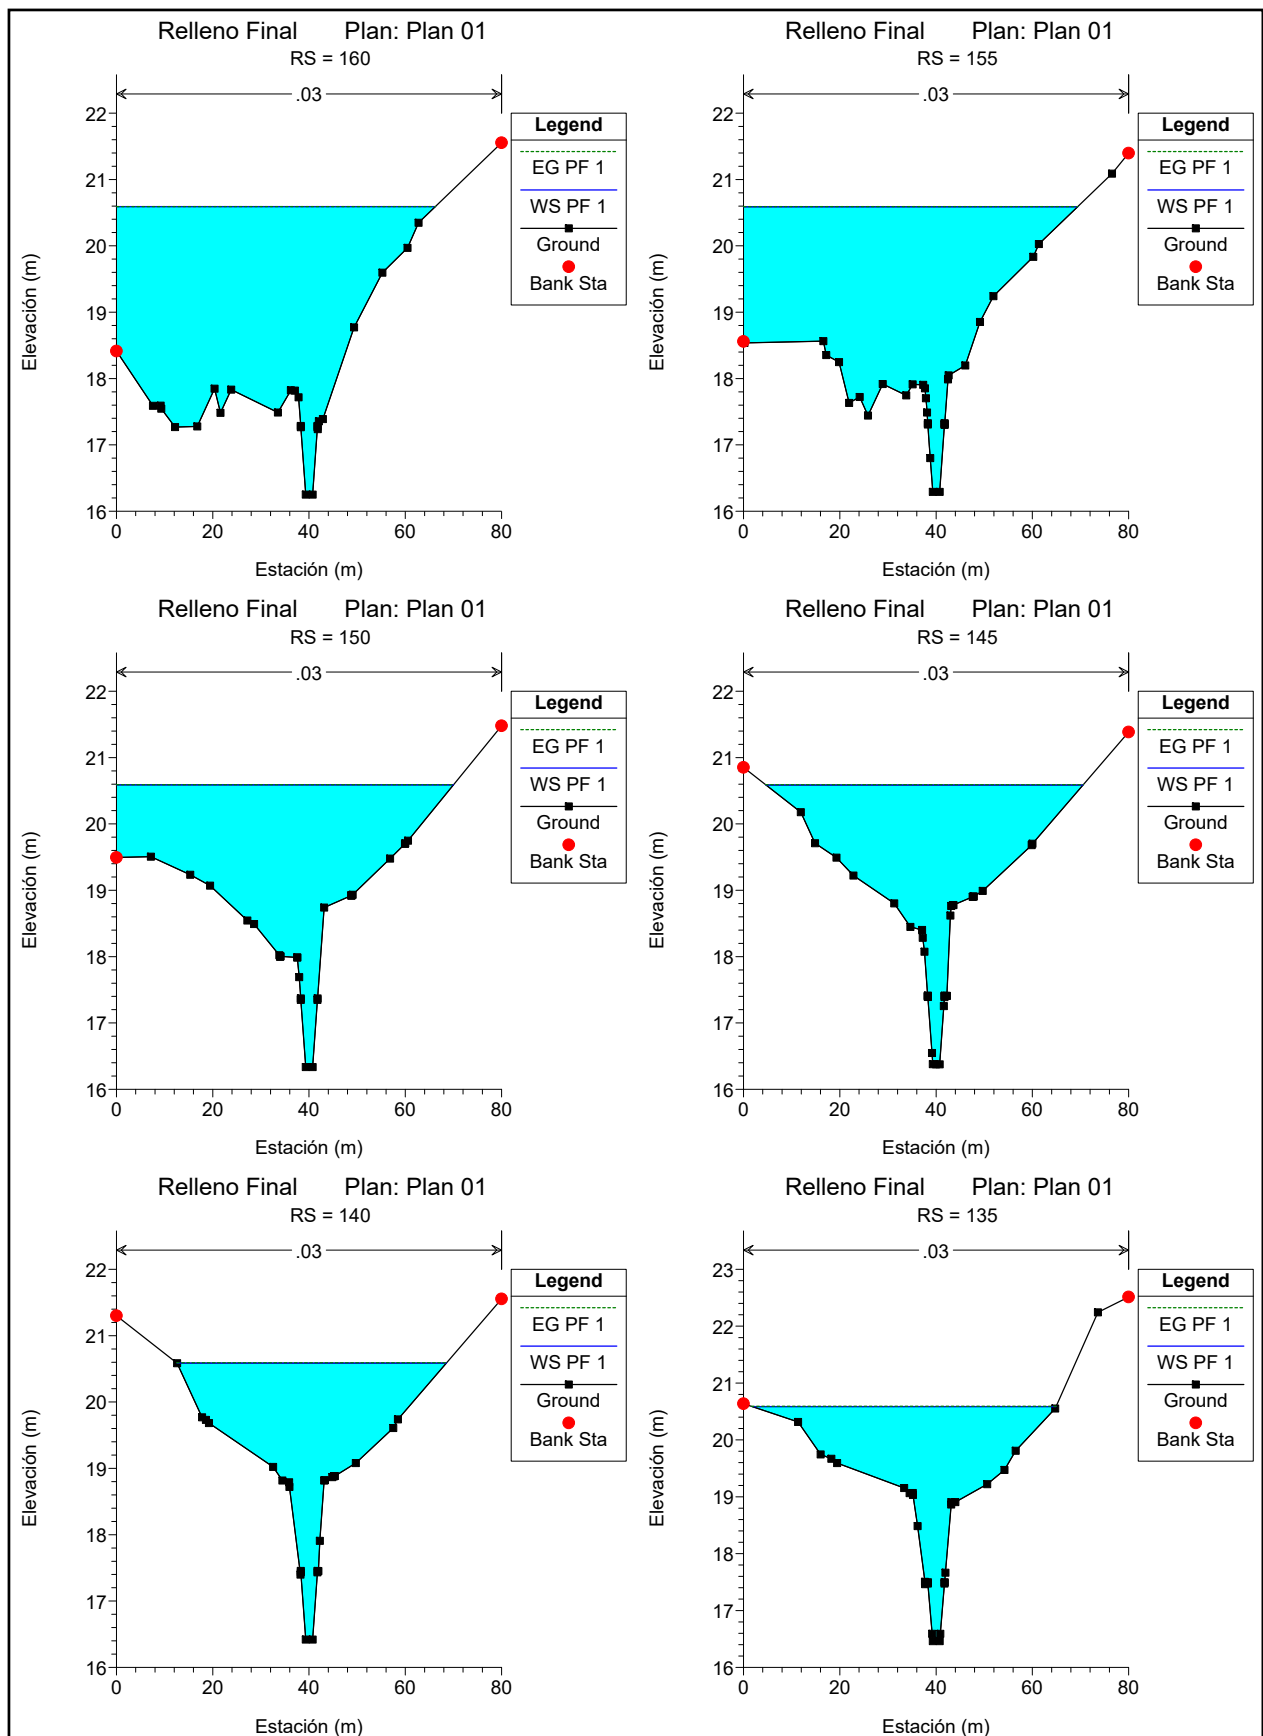 Relleno Final Plan: Plan 01
RS = 160
.03
22
21
20
19
18
17
16
0 20 40 60 80
Elevación (m)
Estación (m)
Legend
EG PF 1
WS PF 1
Ground
Bank Sta
Relleno Final Plan: Plan 01
RS = 155
.03
22
21
20
19
18
17
16
0 20 40 60 80
Elevación (m)
Estación (m)
Legend
EG PF 1
WS PF 1
Ground
Bank Sta
Relleno Final Plan: Plan 01
RS = 150
.03
22
21
20
19
18
17
16
0 20 40 60 80
Elevación (m)
Estación (m)
Legend
EG PF 1
WS PF 1
Ground
Bank Sta
Relleno Final Plan: Plan 01
RS = 145
.03
22
21
20
19
18
17
16
0 20 40 60 80
Elevación (m)
Estación (m)
Legend
EG PF 1
WS PF 1
Ground
Bank Sta
Relleno Final Plan: Plan 01
RS = 140
.03
22
21
20
19
18
17
16
0 20 40 60 80
Elevación (m)
Estación (m)
Legend
EG PF 1
WS PF 1
Ground
Bank Sta
Relleno Final Plan: Plan 01
RS = 135
.03
23
22
21
20
19
18
17
16
0 20 40 60 80
Elevación (m)
Estación (m)
Legend
EG PF 1
WS PF 1
Ground
Bank Sta